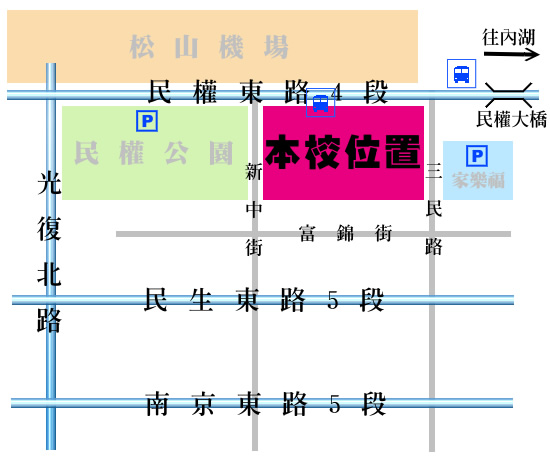 松山機場
往內湖
民權東路4段
民權大橋
P
民權公園
本校位置
P
家樂福
新中街
三民路
光復北路
富錦街
民生東路5段
南京東路5段